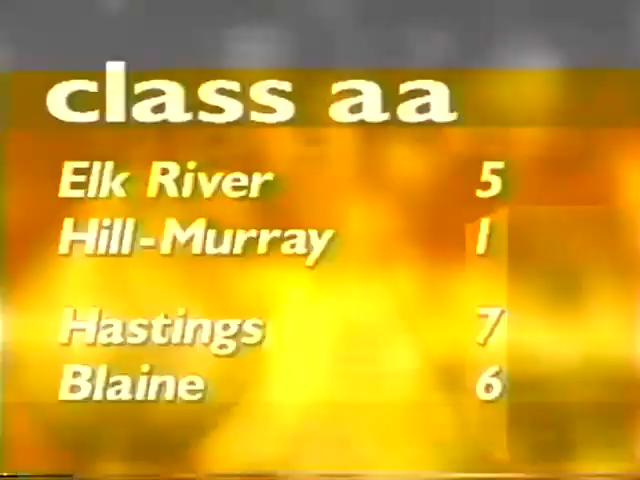 class aa
Elk River 5
Hill-Murray 1
Hastings 7
Blaine 6